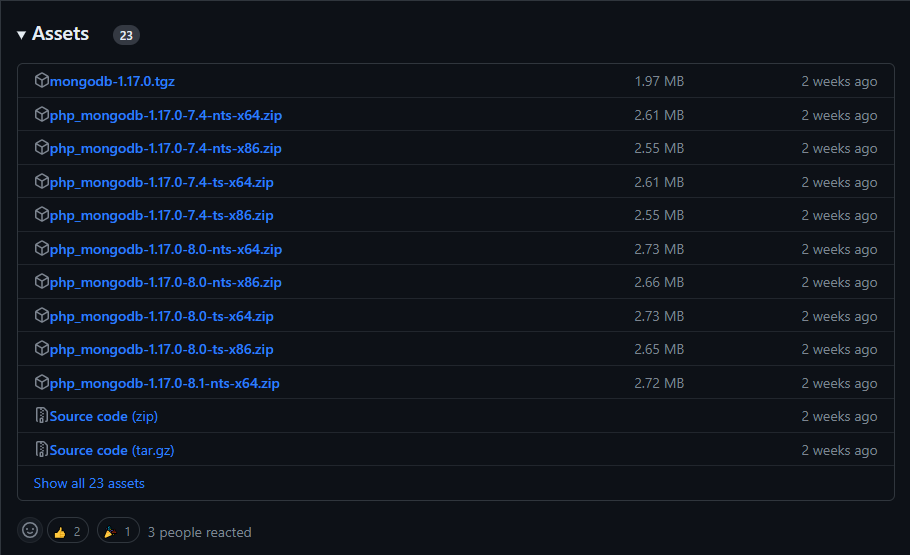 Assets 23
mongodb-1.17.0.tgz 1.97 MB 2 weeks ago
php_mongodb-1.17.0-7.4-nts-x64.zip 2.61 MB 2 weeks ago
php_mongodb-1.17.0-7.4-nts-x86.zip 2.55 MB 2 weeks ago
php_mongodb-1.17.0-7.4-ts-x64.zip 2.61 MB 2 weeks ago
php_mongodb-1.17.0-7.4-ts-x86.zip 2.55 MB 2 weeks ago
php_mongodb-1.17.0-8.0-nts-x64.zip 2.73 MB 2 weeks ago
php_mongodb-1.17.0-8.0-nts-x86.zip 2.66 MB 2 weeks ago
php_mongodb-1.17.0-8.0-ts-x64.zip 2.73 MB 2 weeks ago
php_mongodb-1.17.0-8.0-ts-x86.zip 2.65 MB 2 weeks ago
php_mongodb-1.17.0-8.1-nts-x64.zip 2.72 MB 2 weeks ago
Source code (zip) 2 weeks ago
Source code (tar.gz) 2 weeks ago
Show all 23 assets
2 1 3 people reacted